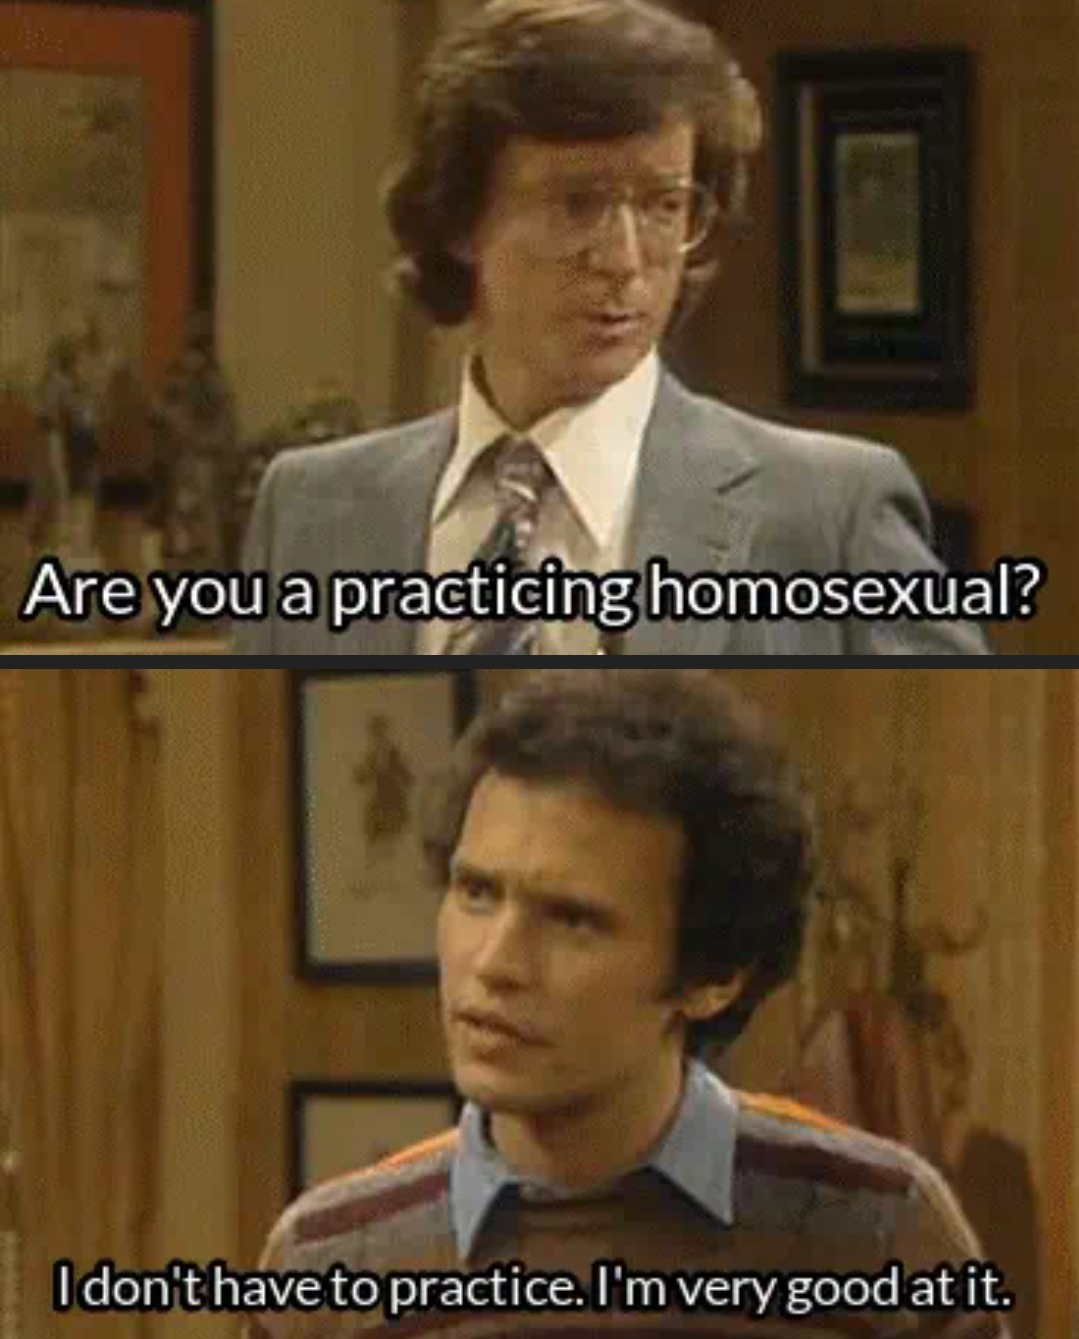 Are you a practicing homosexual?
I don't have to practice. I'm very good at it.